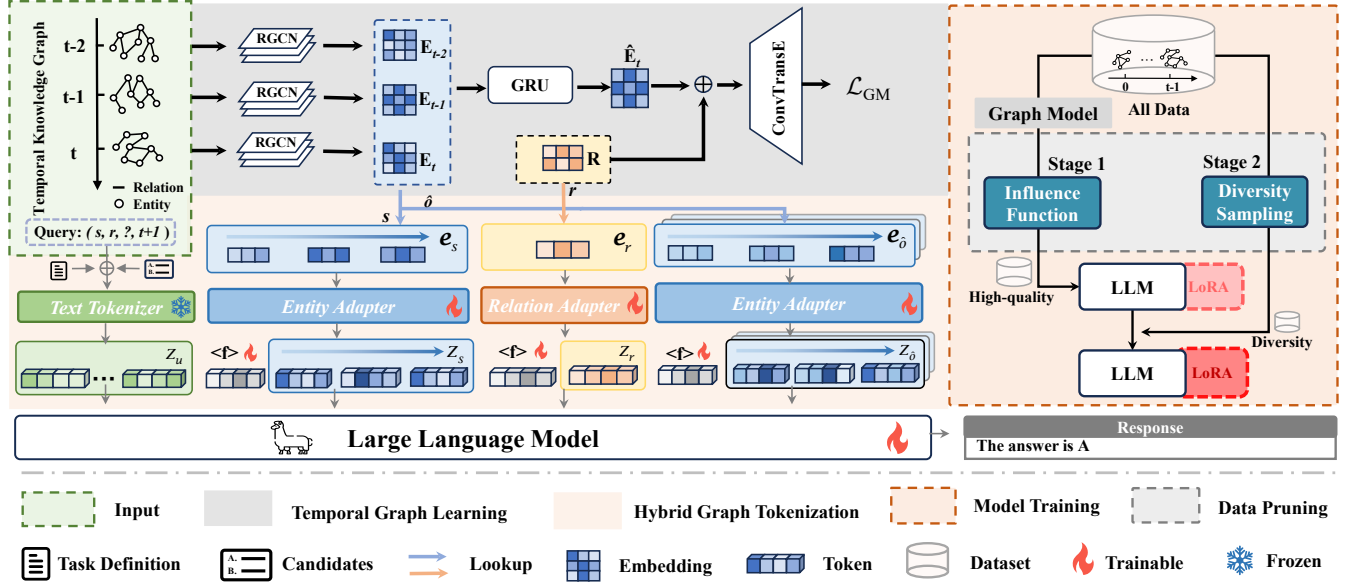 Temporal Knowledge Graph
t-2
t-1
t
Relation
Entity
Query: ( s, r, ?, t+1 )
A.
B.
RGCN
RGCN
RGCN
E_{t-2}
E_{t-1}
E_t
GRU
Ê_t
R
ConvTransE
ℒ_GM
s
ô
r
e_s
e_r
e_ô
Text Tokenizer
Entity Adapter
Relation Adapter
Entity Adapter
Z_u
...
<f>
Z_s
<f>
Z_r
<f>
Z_ô
Large Language Model
...
0
t-1
All Data
Graph Model
Stage 1
Stage 2
Influence
Function
Diversity
Sampling
High-quality
LLM
LoRA
Diversity
LLM
LoRA
Response
The answer is A
Input
Temporal Graph Learning
Hybrid Graph Tokenization
Model Training
Data Pruning
Task Definition
A.
B.
Candidates
Lookup
Embedding
Token
Dataset
Trainable
Frozen